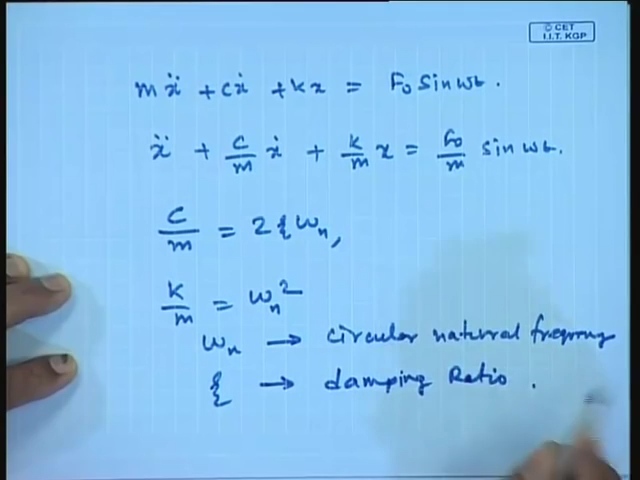 © CET
I.I.T. KGP
mẍ + cẋ + kx = F₀ sin ωt.
ẍ + c/m ẋ + k/m x = F₀/m sin ωt.
C/m = 2ξωₙ,
K/m = ωₙ²
ωₙ → circular natural frequency
ξ → damping Ratio.